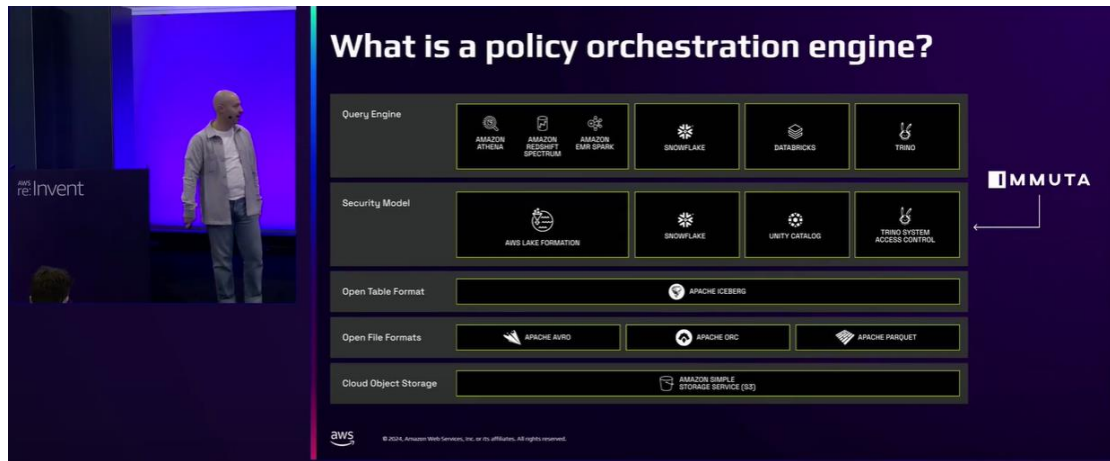 What is a policy orchestration engine?
aws
re:Invent
Query Engine
AMAZON
ATHENA
AMAZON
REDSHIFT
SPECTRUM
AMAZON
EMR SPARK
SNOWFLAKE
DATABRICKS
TRINO
IMMUTA
Security Model
AWS LAKE FORMATION
SNOWFLAKE
UNITY CATALOG
TRINO SYSTEM
ACCESS CONTROL
Open Table Format
APACHE ICEBERG
Open File Formats
APACHE AVRO
APACHE ORC
APACHE PARQUET
Cloud Object Storage
AMAZON SIMPLE
STORAGE SERVICE (S3)
aws
© 2024, Amazon Web Services, Inc. or its affiliates. All rights reserved.